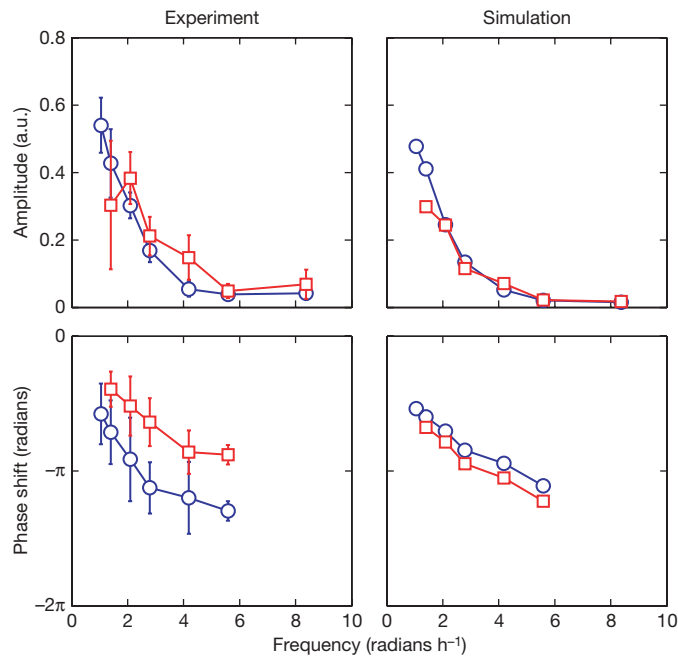 Experiment
Simulation
Amplitude (a.u.)
0.8
0.6
0.4
0.2
0
Phase shift (radians)
0
−π
−2π
0 2 4 6 8 10
0 2 4 6 8 10
Frequency (radians h⁻¹)